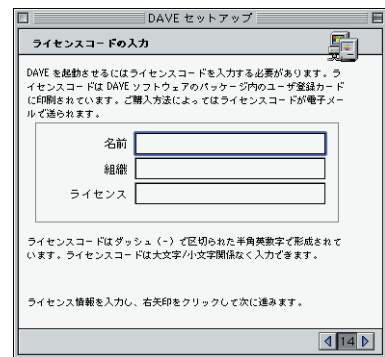 DAVE セットアップ
ライセンスコードの入力
DAVE を起動させるにはライセンスコードを入力する必要があります。ラ
イセンスコードは DAVE ソフトウェアのパッケージ内のユーザ登録カード
に印刷されています。ご購入方法によってはライセンスコードが電子メー
ルで送られます。
名前
組織
ライセンス
ライセンスコードはダッシュ (-) で区切られた半角英数字で形成されて
います。ライセンスコードは大文字/小文字関係なく入力できます。
ライセンス情報を入力し、右矢印をクリックして次に進みます。
14